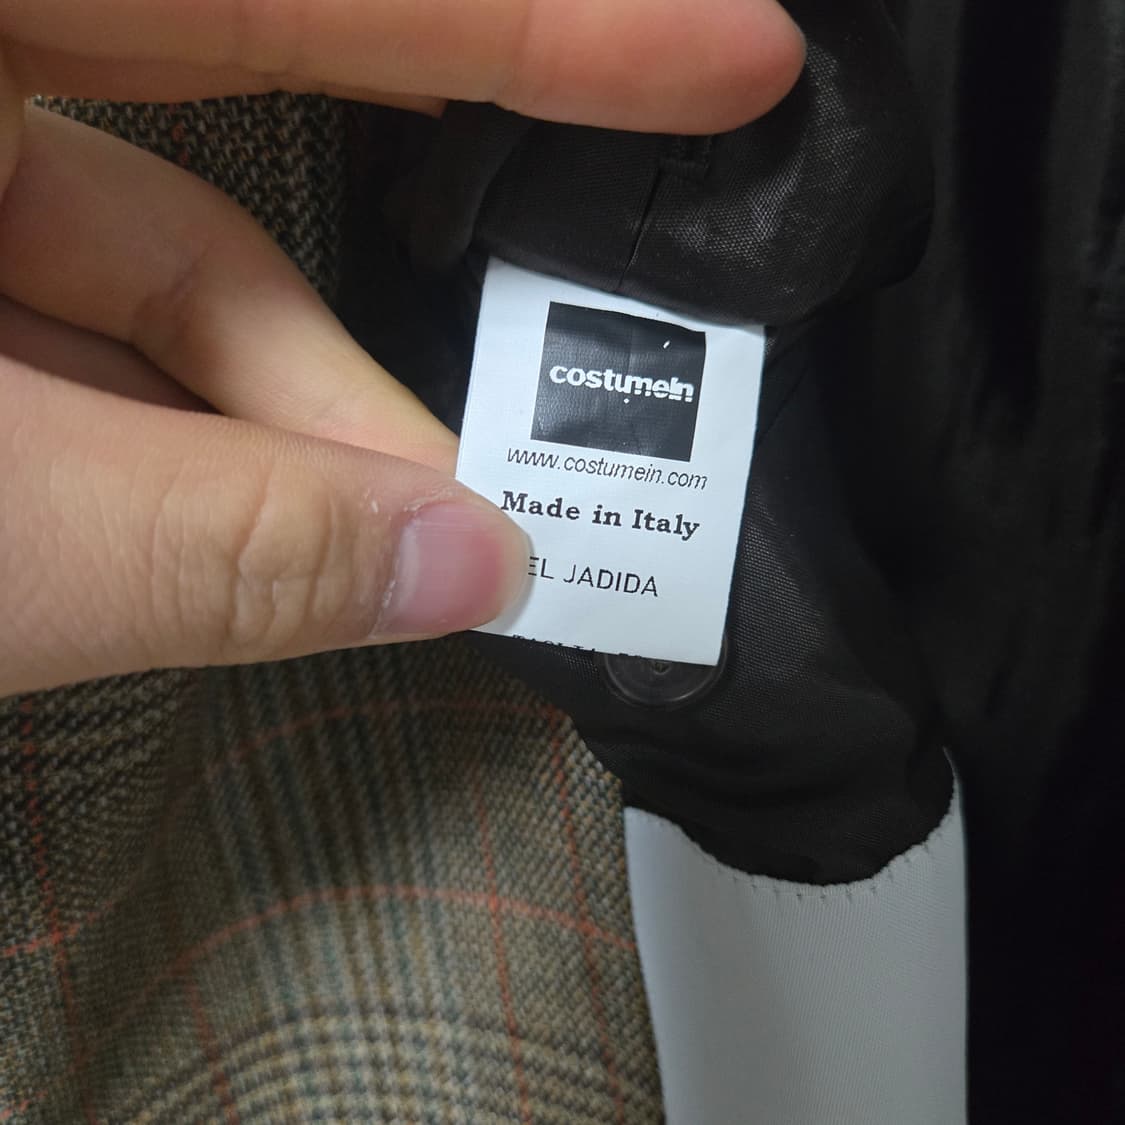 costumein
www.costumein.com
Made in Italy
EL JADIDA